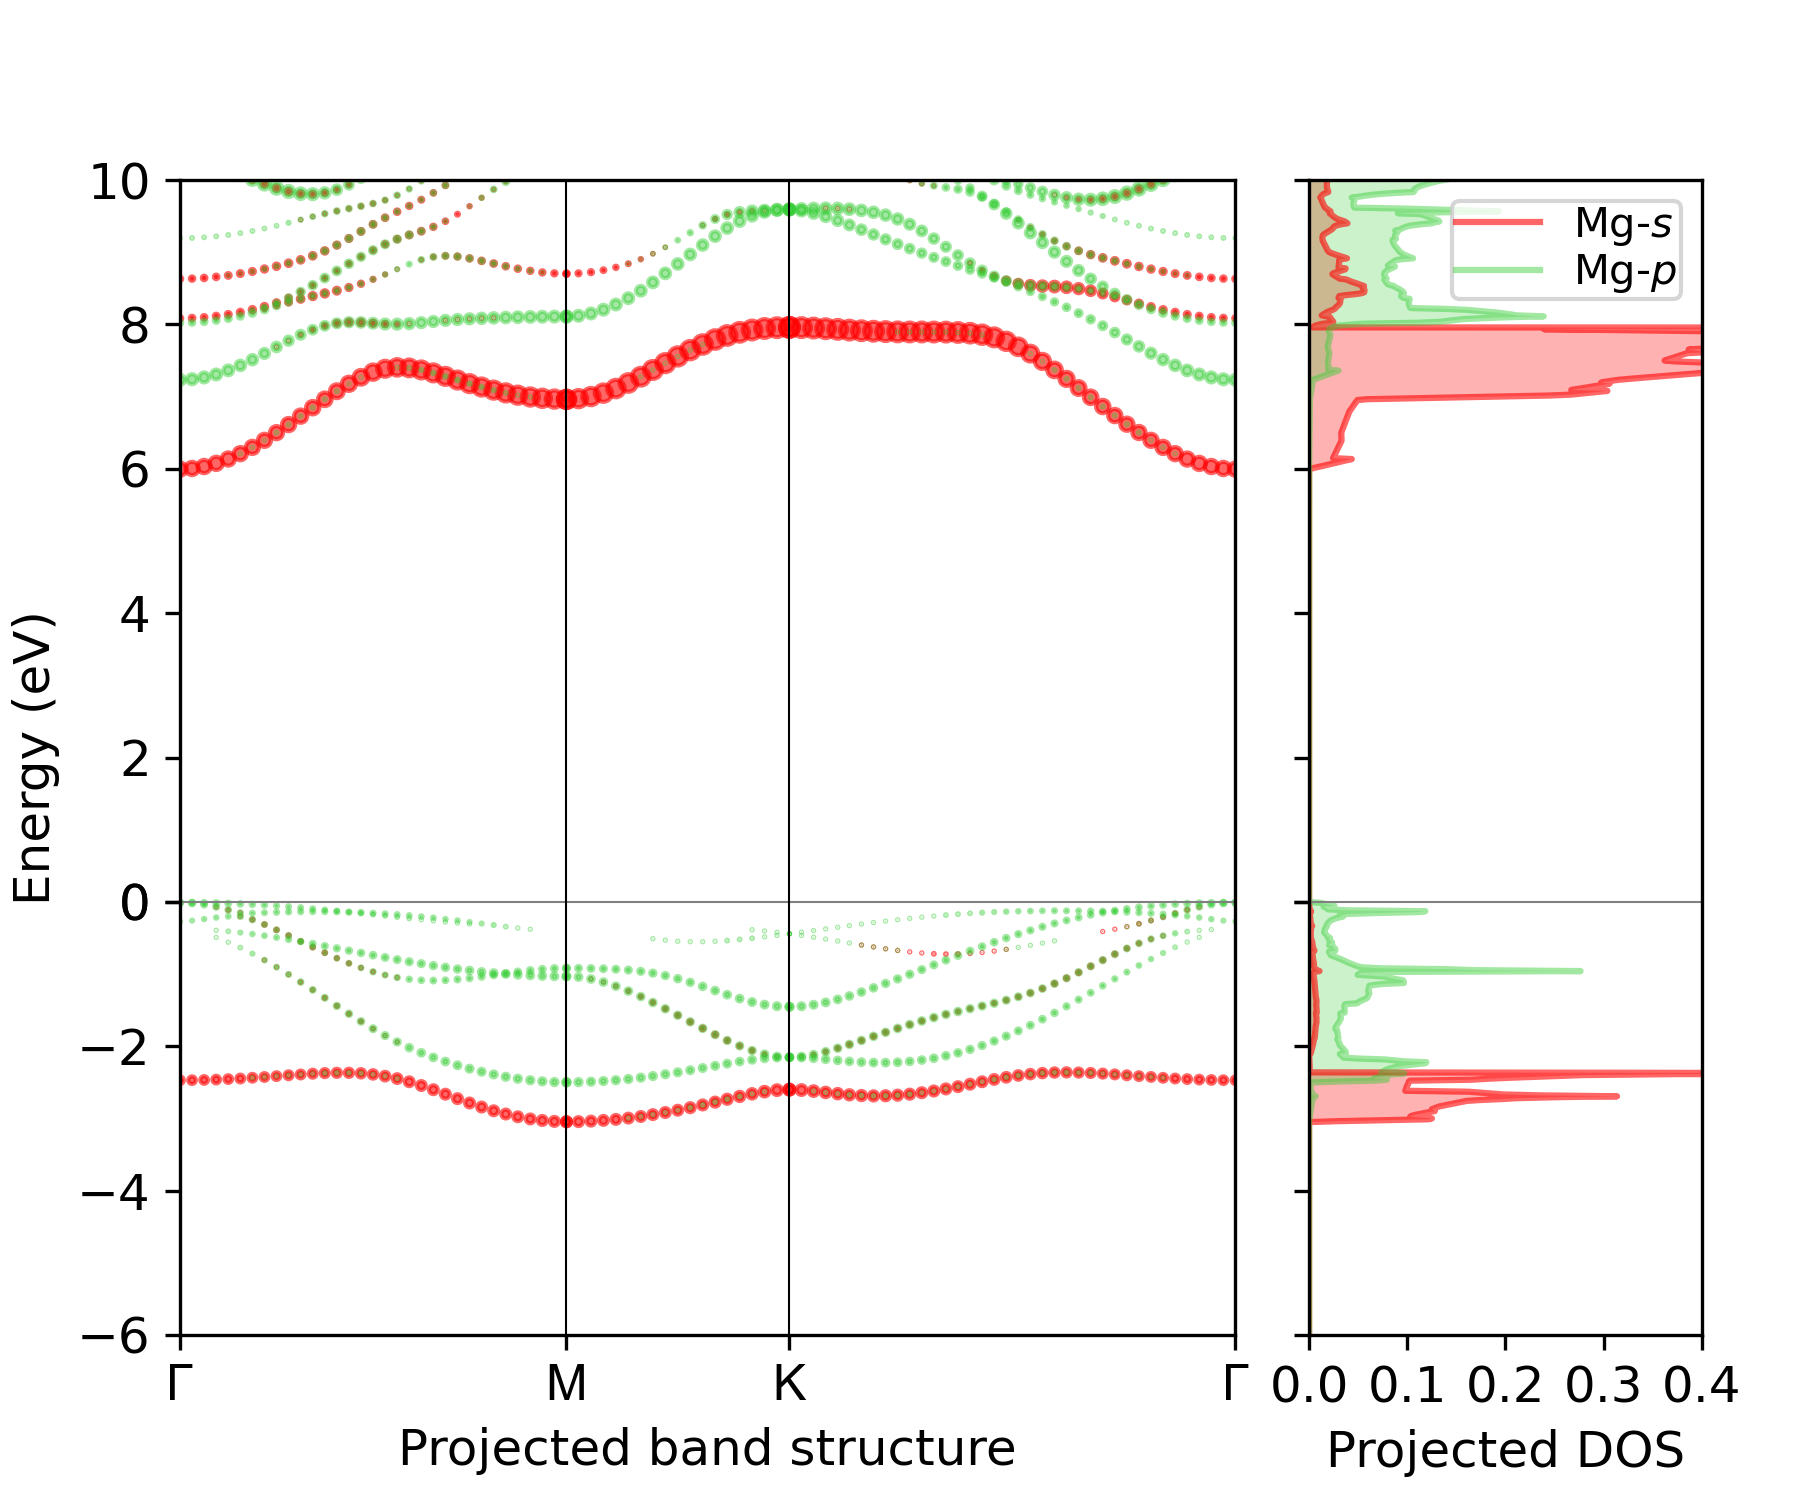 10
8
6
4
2
0
−2
−4
−6
Energy (eV)
Γ M K Γ
Projected band structure
Mg-s
Mg-p
0.0 0.1 0.2 0.3 0.4
Projected DOS